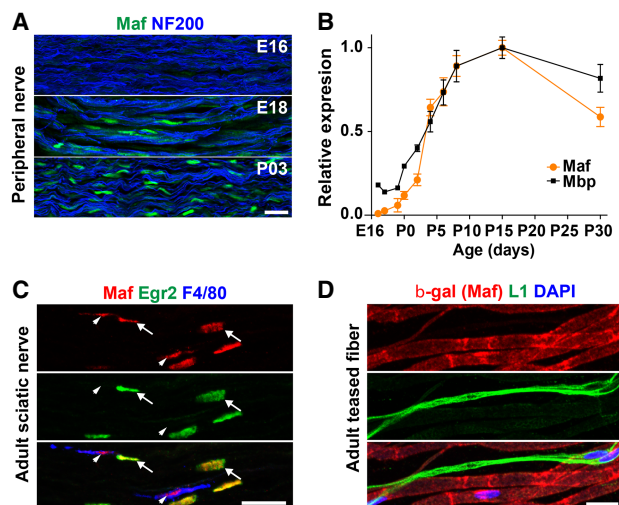 A
Maf NF200
Peripheral nerve
E16
E18
P03
B
Relative expression
1.0
0.5
0.0
Maf
Mbp
E16 P0 P5 P10 P15 P20 P25 P30
Age (days)
C
Maf Egr2 F4/80
Adult sciatic nerve
D
b-gal (Maf) L1 DAPI
Adult teased fiber